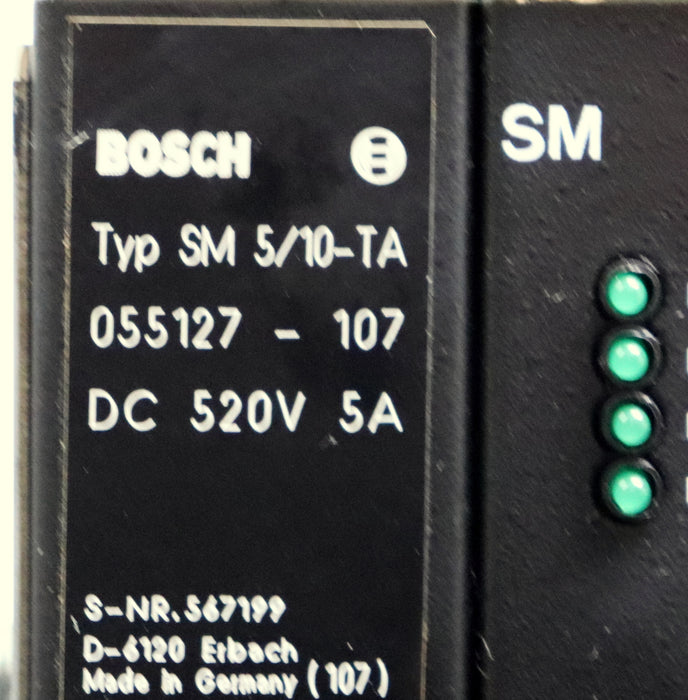 BOSCH
SM
Typ SM 5/10-TA
055127 - 107
DC 520V 5A
S-NR.567199
D-6120 Erbach
Made in Germany (107)